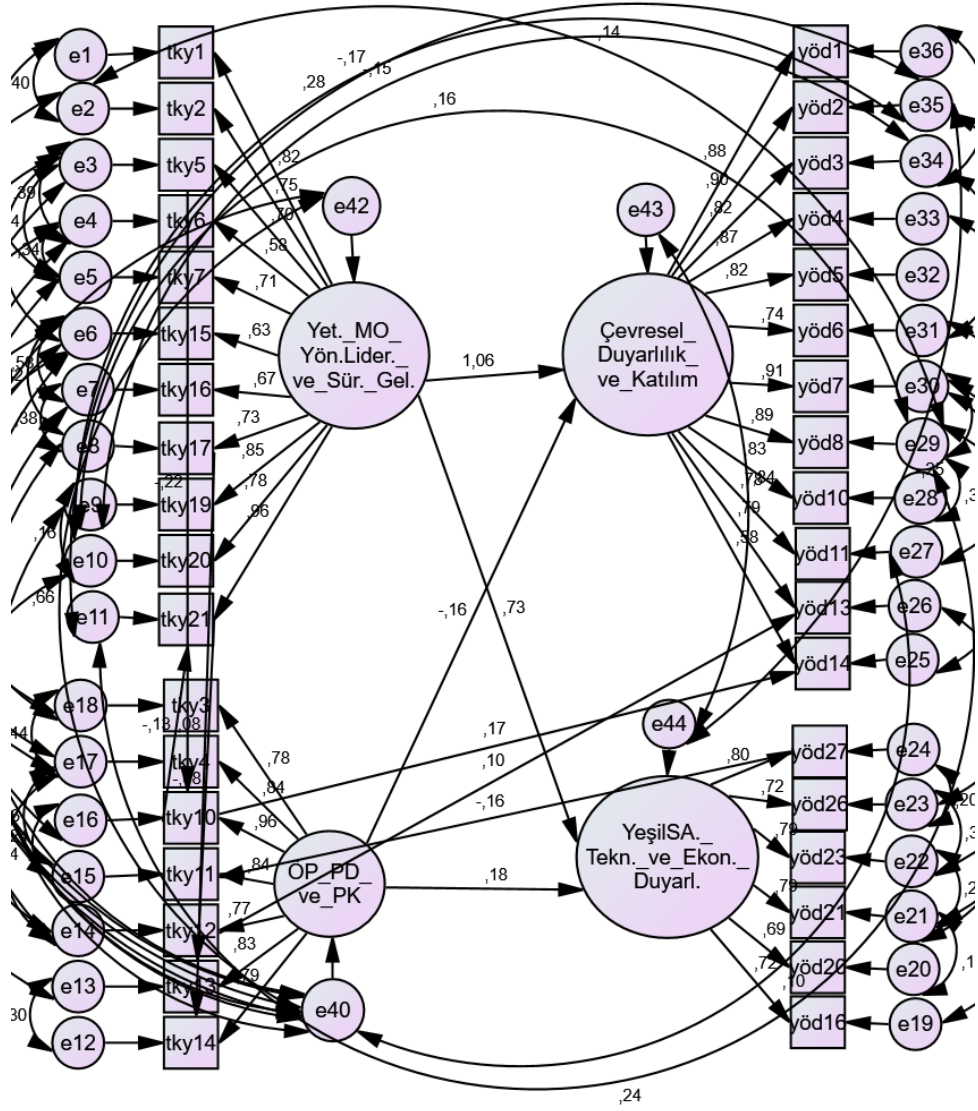 e1
tky1
e2
tky2
e3
tky5
e4
tky6
e5
tky7
e6
tky15
e7
tky16
e8
tky17
e9
tky19
e10
tky20
e11
tky21
e18
tky3
e17
tky4
e16
tky10
e15
tky11
e14
tky12
e13
e12
tky14
,28
-,17
-,15
,14
,16
,82
,75
,58
,71
,63
,67
,73
,85
,78
,96
-,22
,66
e42
Yet._MO_
Yön.Lider._
ve_Sür._Gel.
1,06
-,16
,73
,17
,10
-,16
,18
,78
,84
,96
,84
,77
,83
ÖP_PD_
ve_PK
e40
e43
Çevresel_
Duyarlılık_
ve_Katılım
,88
,90
,82
,87
,82
,74
,91
,89
,83
,79
,58
e44
YeşilSA._
Tekn._ve_Ekon._
Duyarl.
,80
,72
,79
,79
,69
,24
yöd1
e36
yöd2
e35
yöd3
e34
yöd4
e33
yöd5
e32
yöd6
e31
yöd7
e30
yöd8
e29
yöd10
e28
yöd11
e27
yöd13
e26
yöd14
e25
yöd27
e24
yöd26
e23
yöd23
e22
yöd21
e21
yöd20
e20
yöd16
e19